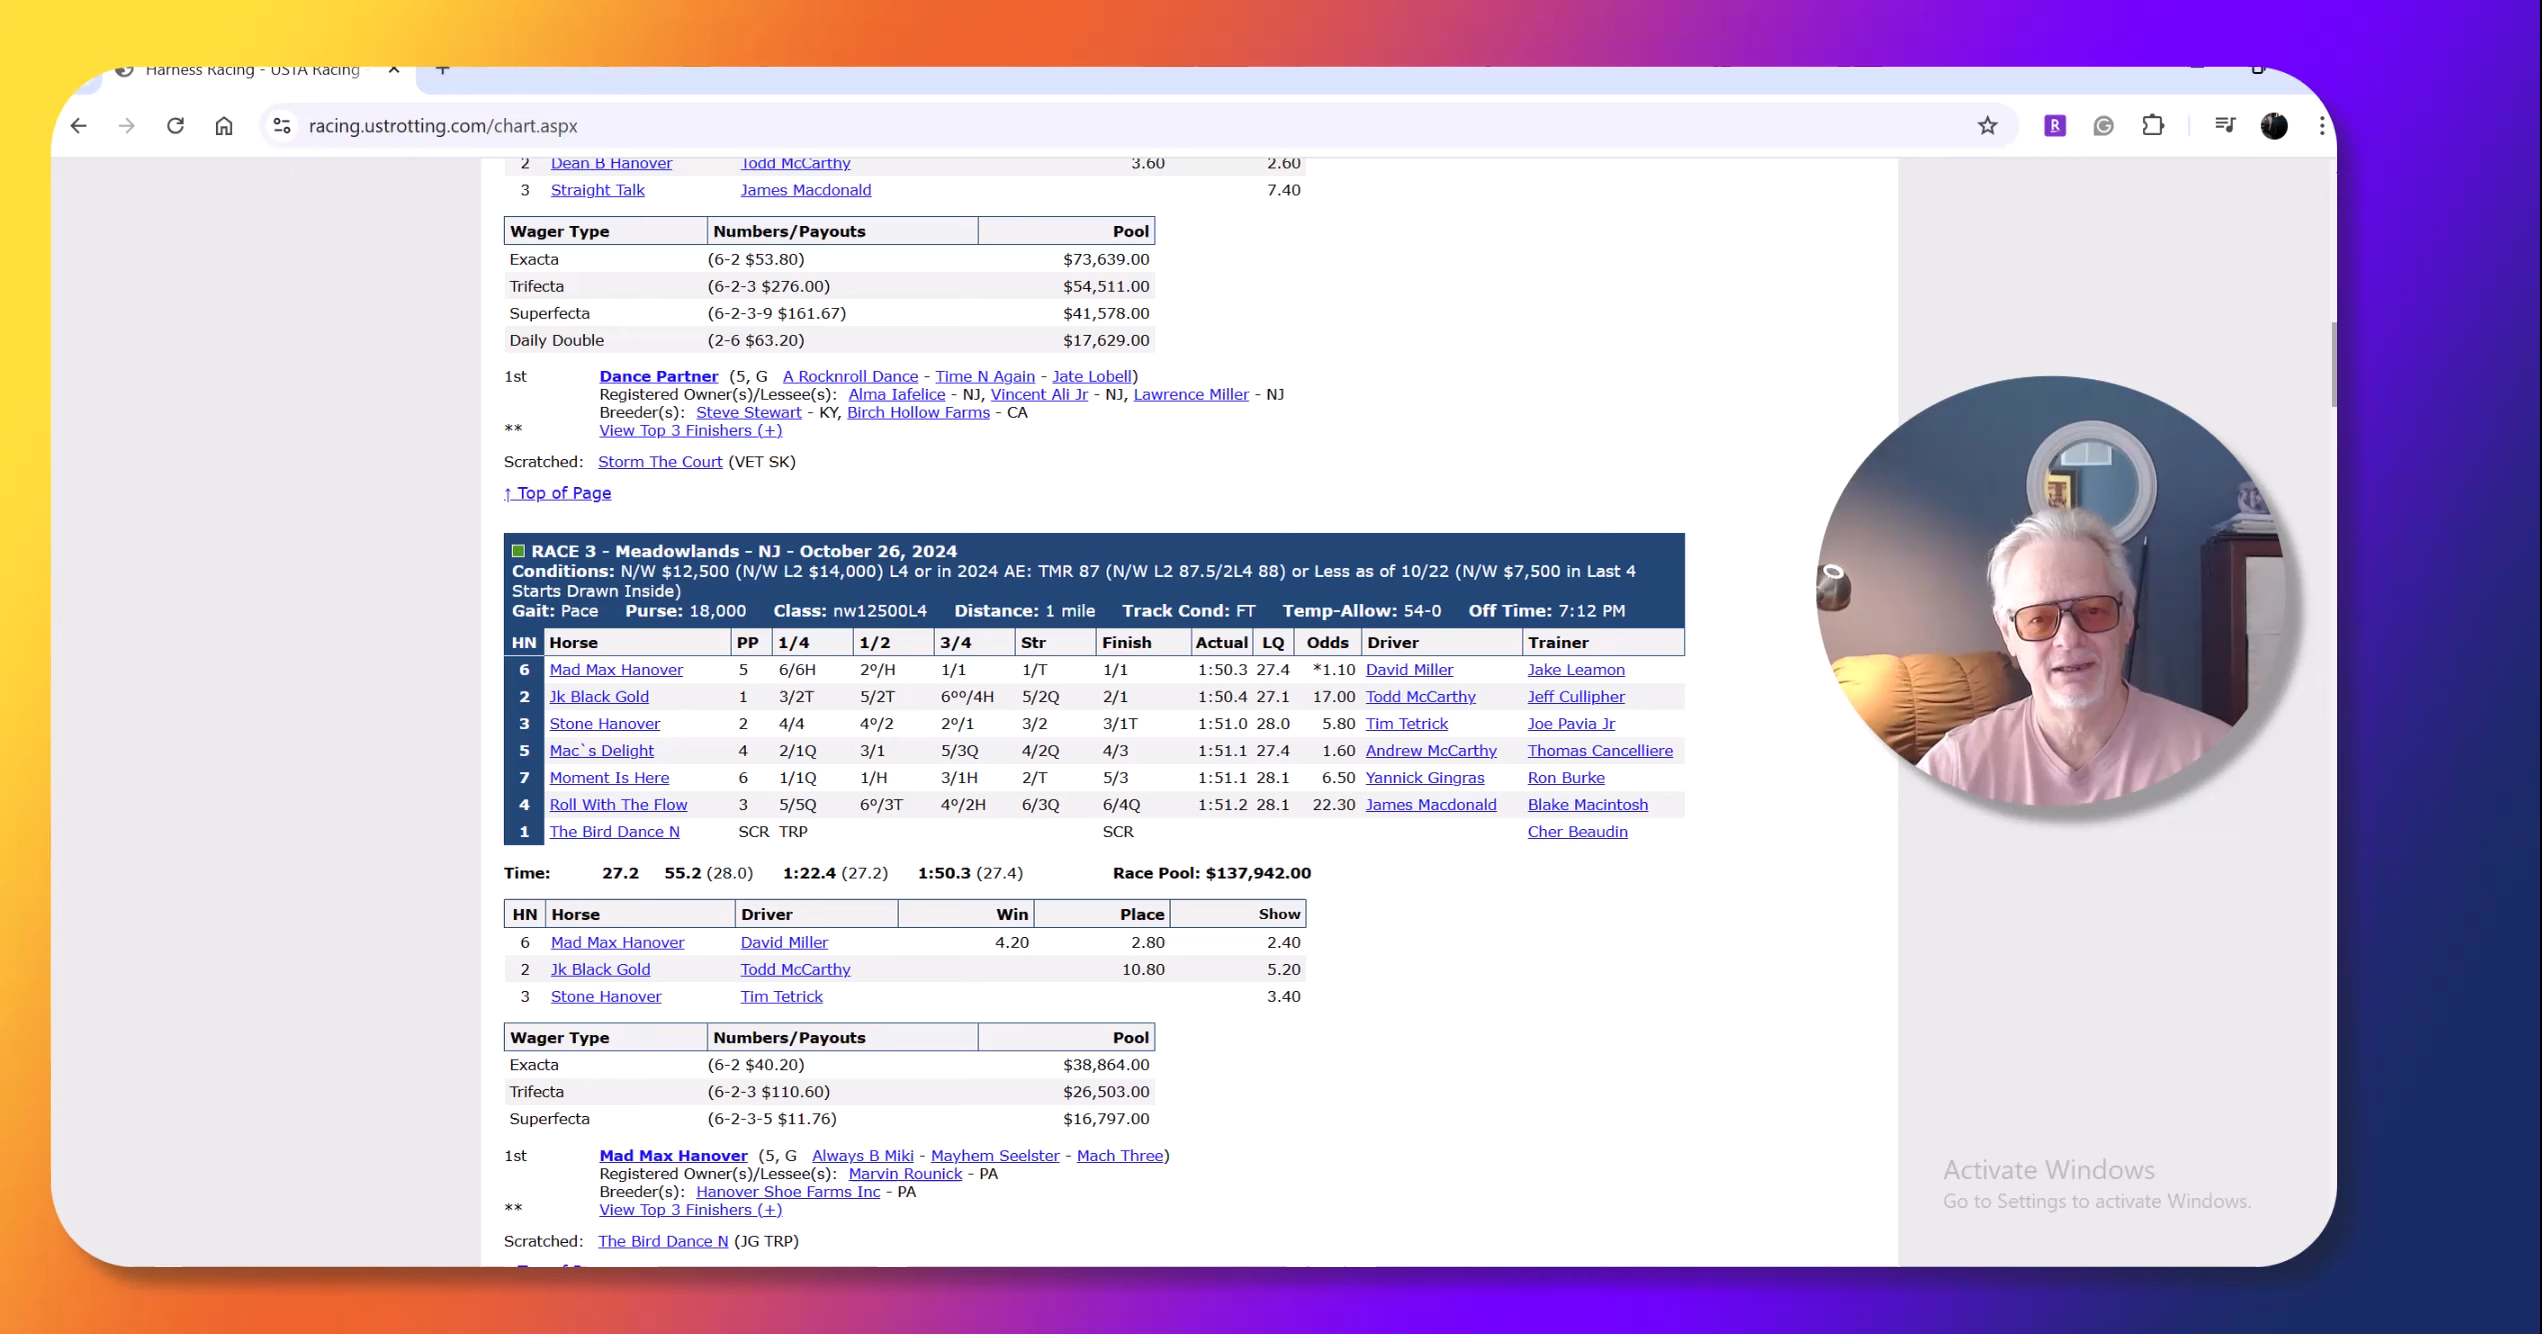 Harness Racing - USTA Racing
racing.ustrotting.com/chart.aspx
2 Dean B Hanover Todd McCarthy 3.60 2.60
3 Straight Talk James Macdonald 7.40
Wager Type Numbers/Payouts Pool
Exacta (6-2 $53.80) $73,639.00
Trifecta (6-2-3 $276.00) $54,511.00
Superfecta (6-2-3-9 $161.67) $41,578.00
Daily Double (2-6 $63.20) $17,629.00
1st Dance Partner (5, G A Rocknroll Dance - Time N Again - Jate Lobell)
Registered Owner(s)/Lessee(s): Alma Iafelice - NJ, Vincent Ali Jr - NJ, Lawrence Miller - NJ
Breeder(s): Steve Stewart - KY, Birch Hollow Farms - CA
** View Top 3 Finishers (+)
Scratched: Storm The Court (VET SK)
↑ Top of Page
RACE 3 - Meadowlands - NJ - October 26, 2024
Conditions: N/W $12,500 (N/W L2 $14,000) L4 or in 2024 AE: TMR 87 (N/W L2 87.5/2L4 88) or Less as of 10/22 (N/W $7,500 in Last 4
Starts Drawn Inside)
Gait: Pace Purse: 18,000 Class: nw12500L4 Distance: 1 mile Track Cond: FT Temp-Allow: 54-0 Off Time: 7:12 PM
HN Horse PP 1/4 1/2 3/4 Str Finish Actual LQ Odds Driver Trainer
6 Mad Max Hanover 5 6/6H 2º/H 1/1 1/T 1/1 1:50.3 27.4 *1.10 David Miller Jake Leamon
2 Jk Black Gold 1 3/2T 5/2T 6ºº/4H 5/2Q 2/1 1:50.4 27.1 17.00 Todd McCarthy Jeff Cullipher
3 Stone Hanover 2 4/4 4º/2 2º/1 3/2 3/1T 1:51.0 28.0 5.80 Tim Tetrick Joe Pavia Jr
5 Mac`s Delight 4 2/1Q 3/1 5/3Q 4/2Q 4/3 1:51.1 27.4 1.60 Andrew McCarthy Thomas Cancelliere
7 Moment Is Here 6 1/1Q 1/H 3/1H 2/T 5/3 1:51.1 28.1 6.50 Yannick Gingras Ron Burke
4 Roll With The Flow 3 5/5Q 6º/3T 4º/2H 6/3Q 6/4Q 1:51.2 28.1 22.30 James Macdonald Blake Macintosh
1 The Bird Dance N SCR TRP SCR Cher Beaudin
Time: 27.2 55.2 (28.0) 1:22.4 (27.2) 1:50.3 (27.4) Race Pool: $137,942.00
HN Horse Driver Win Place Show
6 Mad Max Hanover David Miller 4.20 2.80 2.40
2 Jk Black Gold Todd McCarthy 10.80 5.20
3 Stone Hanover Tim Tetrick 3.40
Wager Type Numbers/Payouts Pool
Exacta (6-2 $40.20) $38,864.00
Trifecta (6-2-3 $110.60) $26,503.00
Superfecta (6-2-3-5 $11.76) $16,797.00
1st Mad Max Hanover (5, G Always B Miki - Mayhem Seelster - Mach Three)
Registered Owner(s)/Lessee(s): Marvin Rounick - PA
Breeder(s): Hanover Shoe Farms Inc - PA
** View Top 3 Finishers (+)
Scratched: The Bird Dance N (JG TRP)
Activate Windows
Go to Settings to activate Windows.